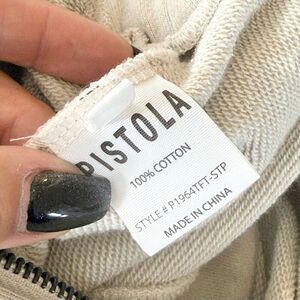 PISTOLA
100% COTTON
STYLE # P1964TFT-STP
MADE IN CHINA